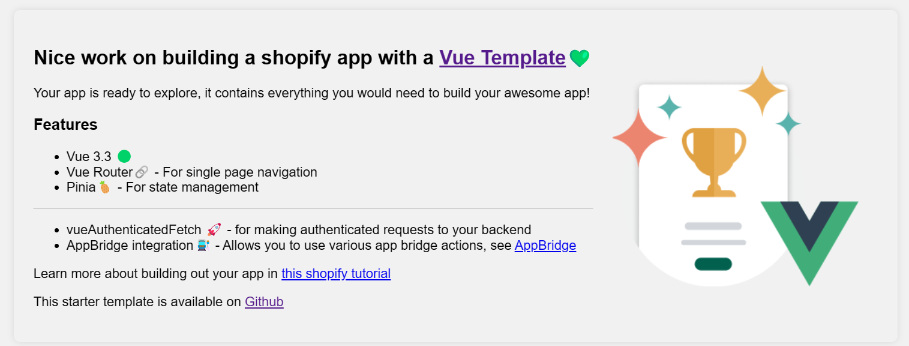 Nice work on building a shopify app with a Vue Template 💚
Your app is ready to explore, it contains everything you would need to build your awesome app!
Features
• Vue 3.3 🟢
• Vue Router🔗 - For single page navigation
• Pinia🍍 - For state management
• vueAuthenticatedFetch 🚀 - for making authenticated requests to your backend
• AppBridge integration - Allows you to use various app bridge actions, see AppBridge
Learn more about building out your app in this shopify tutorial
This starter template is available on Github